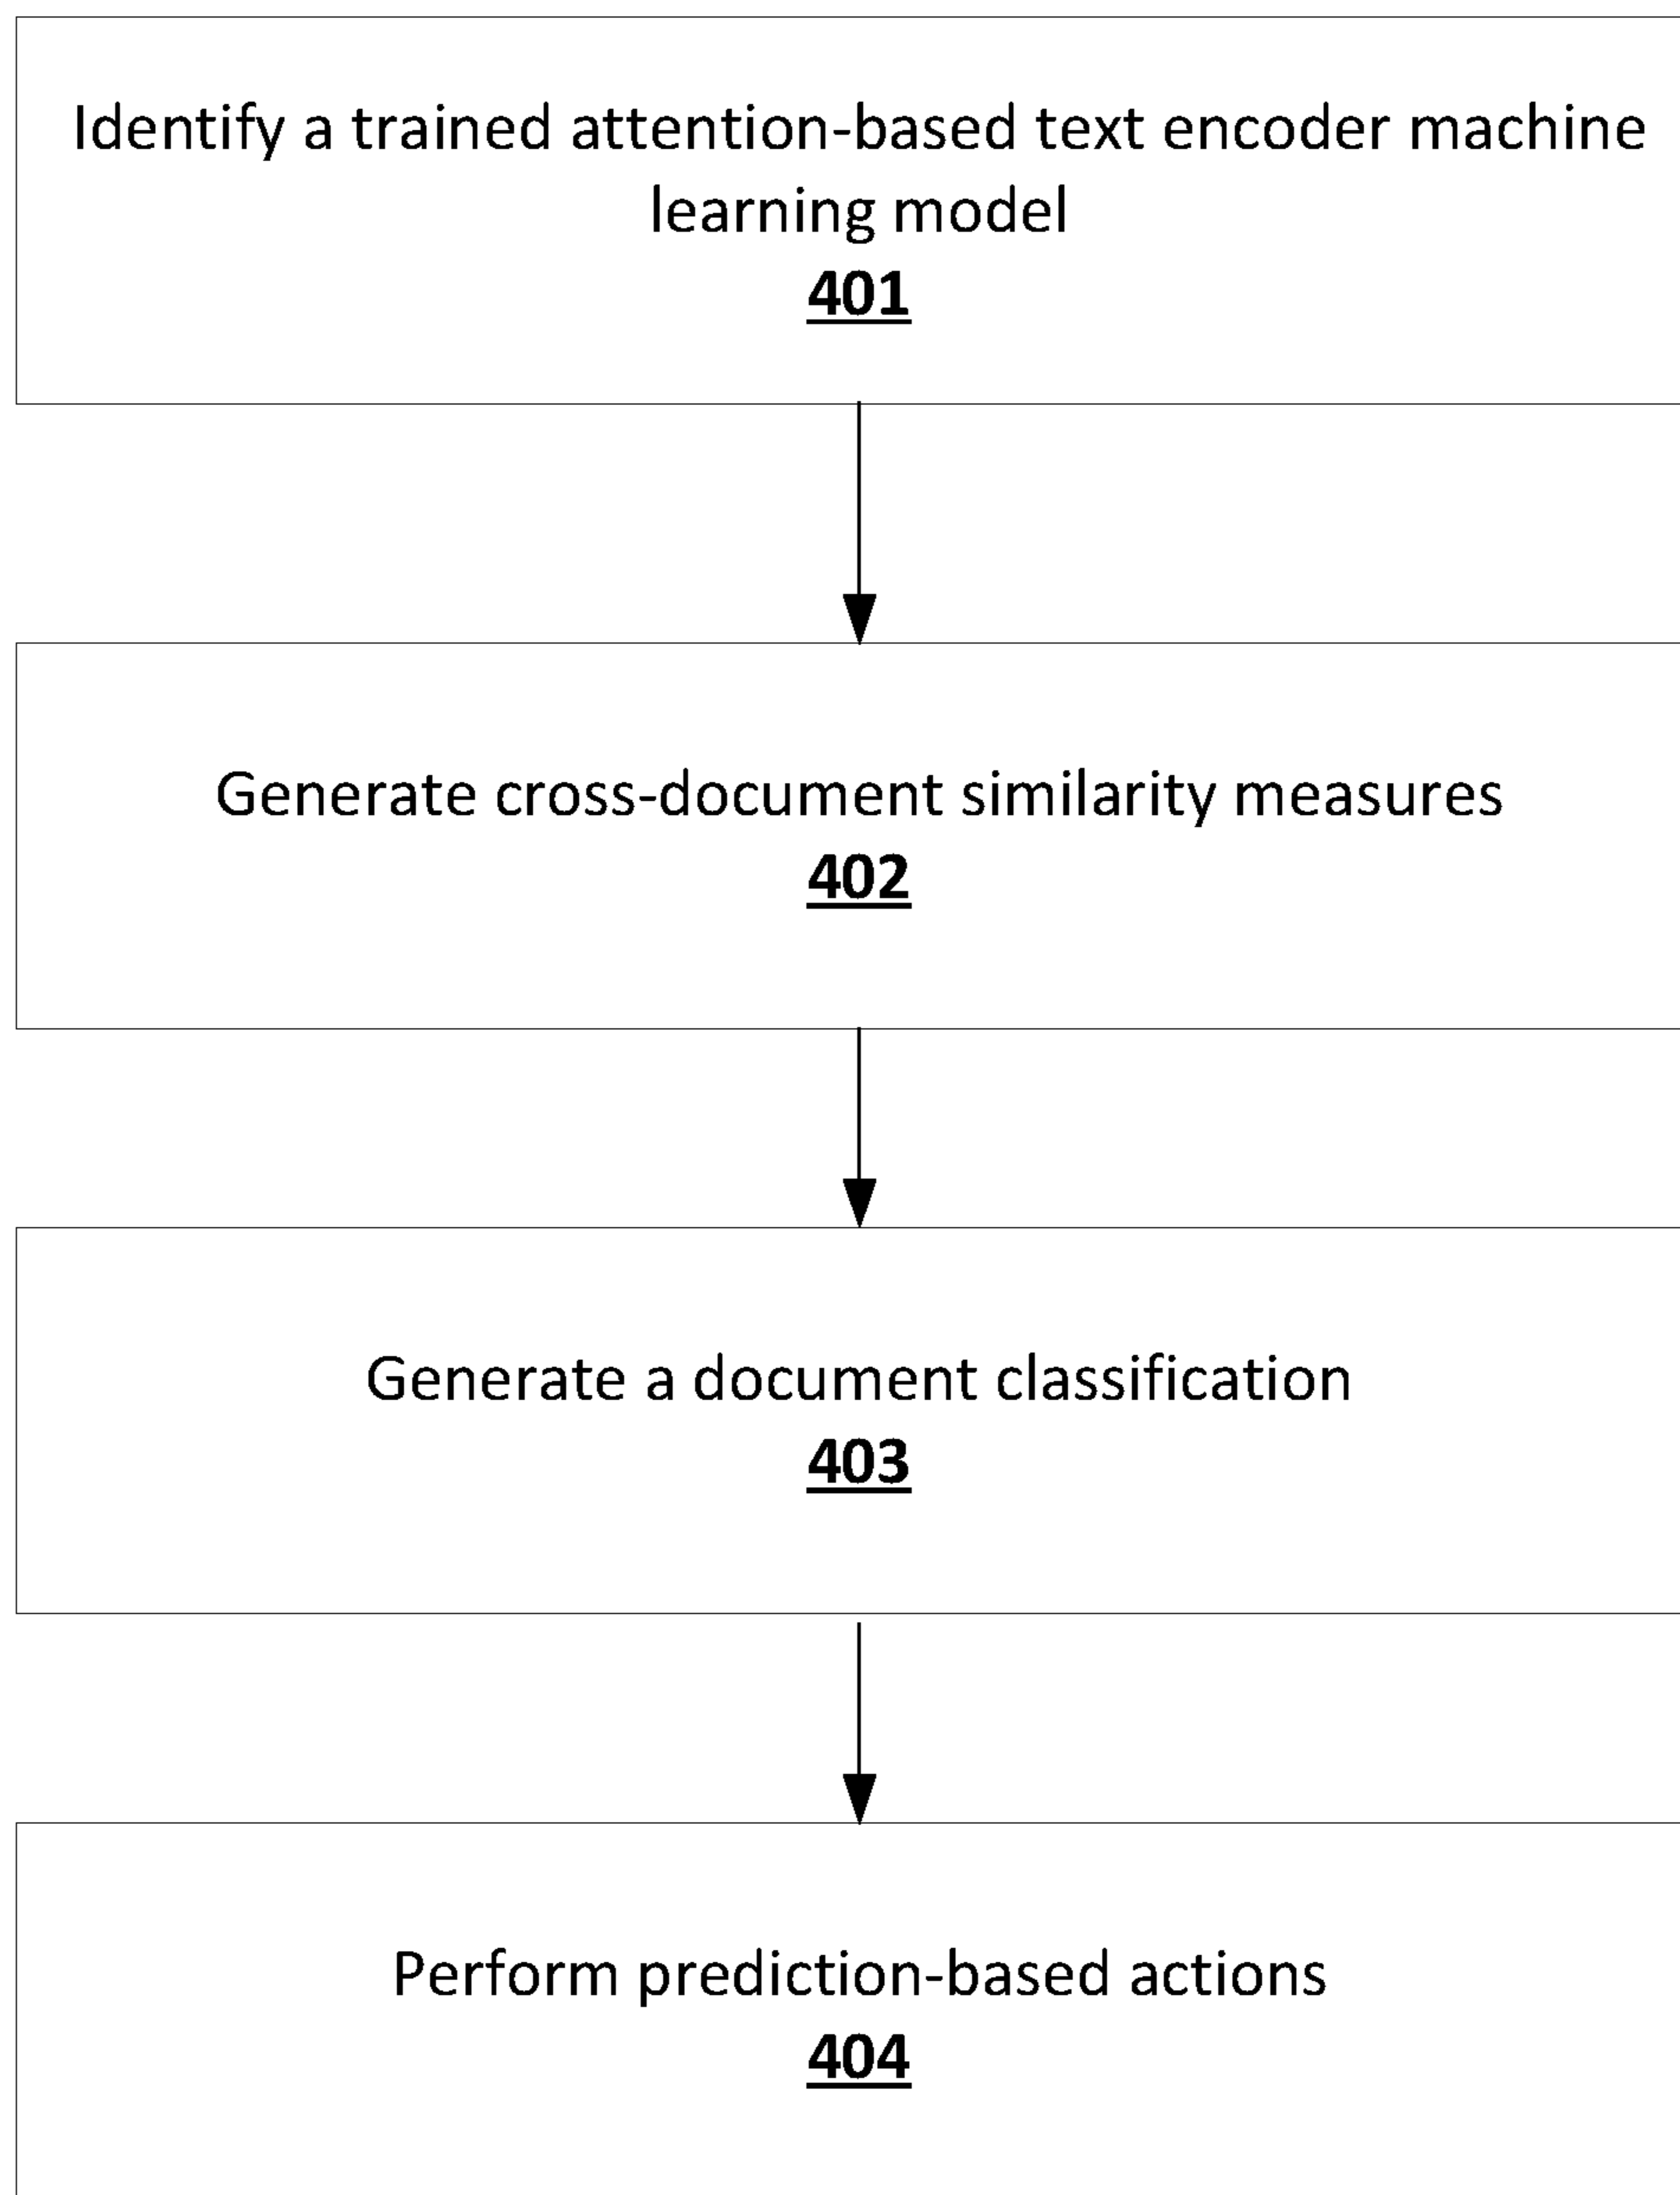 Identify a trained attention-based text encoder machine
learning model
401
Generate cross-document similarity measures
402
Generate a document classification
403
Perform prediction-based actions
404